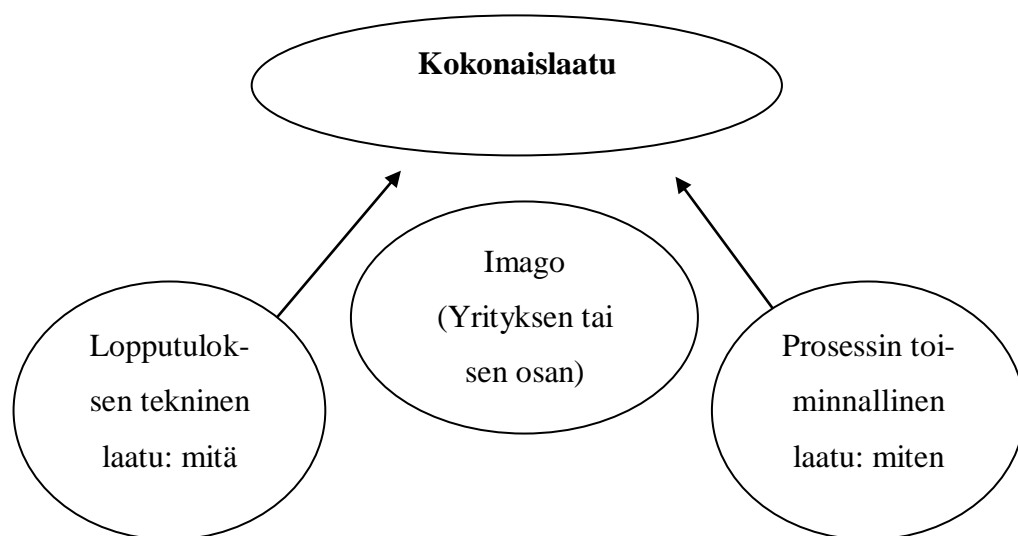 Kokonaislaatu
Imago
(Yrityksen tai
sen osan)
Lopputulok-
sen tekninen
laatu: mitä
Prosessin toi-
minnallinen
laatu: miten